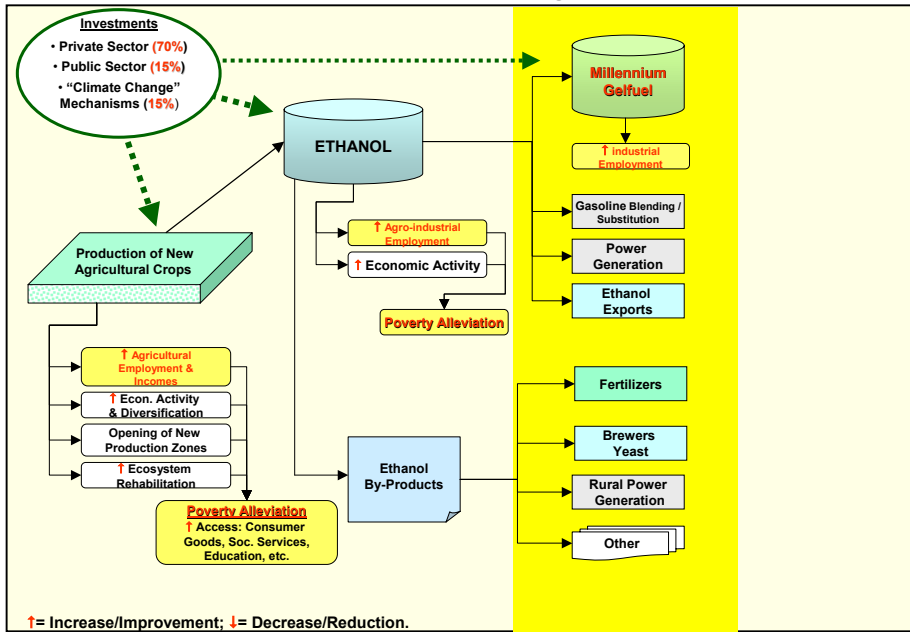 Investments
• Private Sector (70%)
• Public Sector (15%)
• “Climate Change”
Mechanisms (15%)
Millennium
Gelfuel
ETHANOL
↑ industrial
Employment
Gasoline Blending /
Substitution
↑ Agro-industrial
Employment
Production of New
Agricultural Crops
↑ Economic Activity
Power
Generation
Ethanol
Exports
Poverty Alleviation
↑ Agricultural
Employment &
Incomes
↑ Econ. Activity
& Diversification
Opening of New
Production Zones
↑ Ecosystem
Rehabilitation
Fertilizers
Brewers
Yeast
Ethanol
By-Products
Rural Power
Generation
Poverty Alleviation
↑ Access: Consumer
Goods, Soc. Services,
Education, etc.
Other
↑= Increase/Improvement; ↓= Decrease/Reduction.